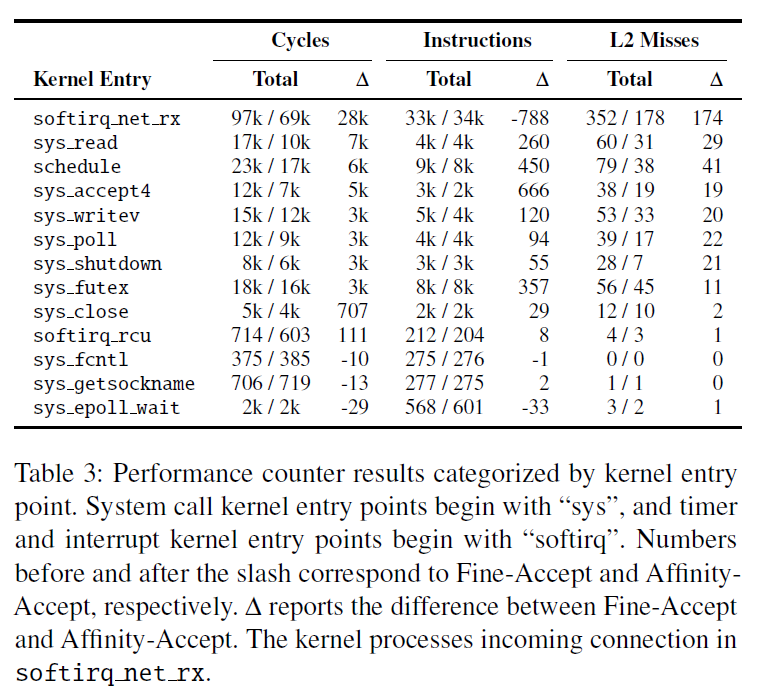 Cycles Instructions L2 Misses
Kernel Entry Total Δ Total Δ Total Δ
softirq_net_rx 97k / 69k 28k 33k / 34k -788 352 / 178 174
sys_read 17k / 10k 7k 4k / 4k 260 60 / 31 29
schedule 23k / 17k 6k 9k / 8k 450 79 / 38 41
sys_accept4 12k / 7k 5k 3k / 2k 666 38 / 19 19
sys_writev 15k / 12k 3k 5k / 4k 120 53 / 33 20
sys_poll 12k / 9k 3k 4k / 4k 94 39 / 17 22
sys_shutdown 8k / 6k 3k 3k / 3k 55 28 / 7 21
sys_futex 18k / 16k 3k 8k / 8k 357 56 / 45 11
sys_close 5k / 4k 707 2k / 2k 29 12 / 10 2
softirq_rcu 714 / 603 111 212 / 204 8 4 / 3 1
sys_fcntl 375 / 385 -10 275 / 276 -1 0 / 0 0
sys_getsockname 706 / 719 -13 277 / 275 2 1 / 1 0
sys_epoll_wait 2k / 2k -29 568 / 601 -33 3 / 2 1
Table 3: Performance counter results categorized by kernel entry
point. System call kernel entry points begin with “sys”, and timer
and interrupt kernel entry points begin with “softirq”. Numbers
before and after the slash correspond to Fine-Accept and Affinity-
Accept, respectively. Δ reports the difference between Fine-Accept
and Affinity-Accept. The kernel processes incoming connection in
softirq_net_rx.